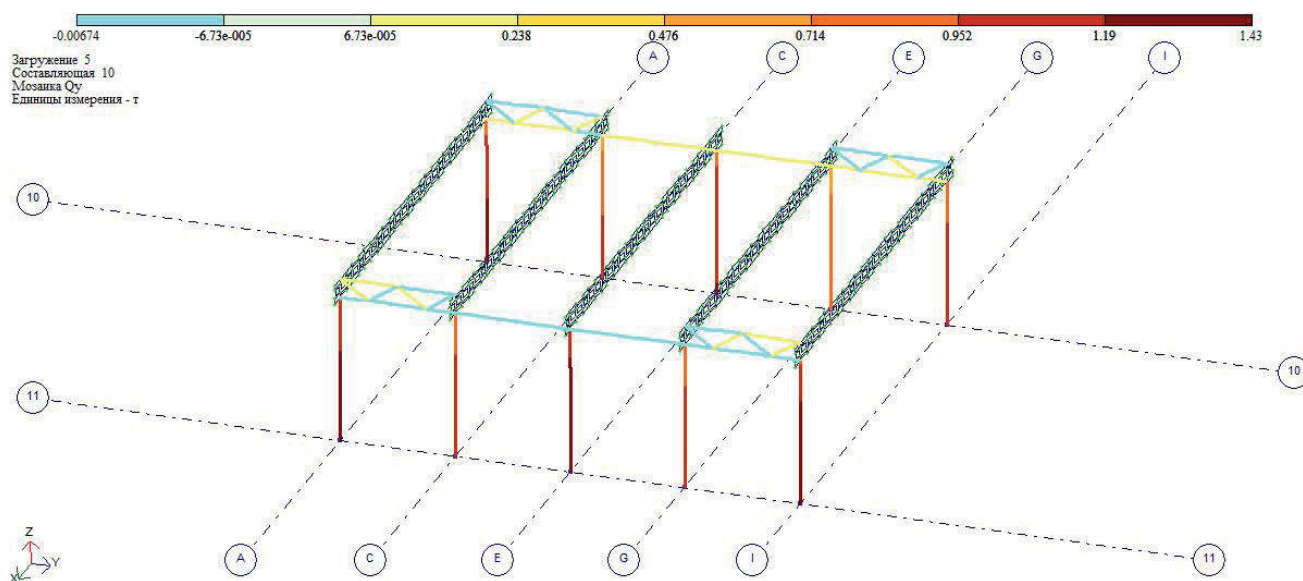 -0.00674 -6.73e-005 6.73e-005 0.238 0.476 0.714 0.952 1.19 1.43
Загружение 5
Составляющая 10
Мозаика Qy
Единицы измерения - т
A C E G I
10
10
11
11
A C E G I
Z
Y
X